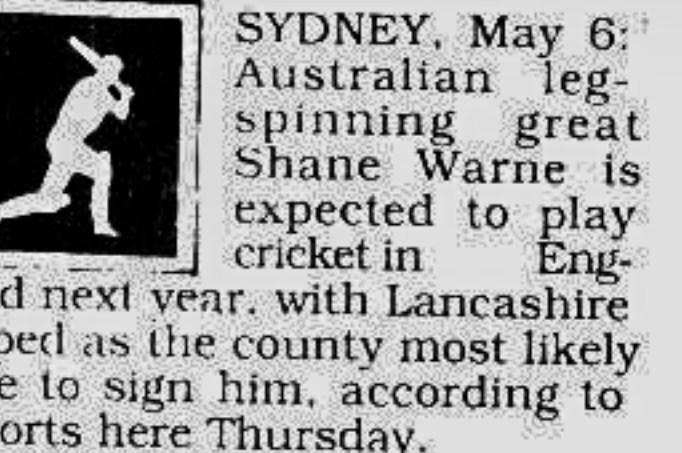 SYDNEY, May 6:
Australian leg-
spinning great
Shane Warne is
expected to play
cricket in Eng-
d next year, with Lancashire
ped as the county most likely
e to sign him, according to
orts here Thursday.